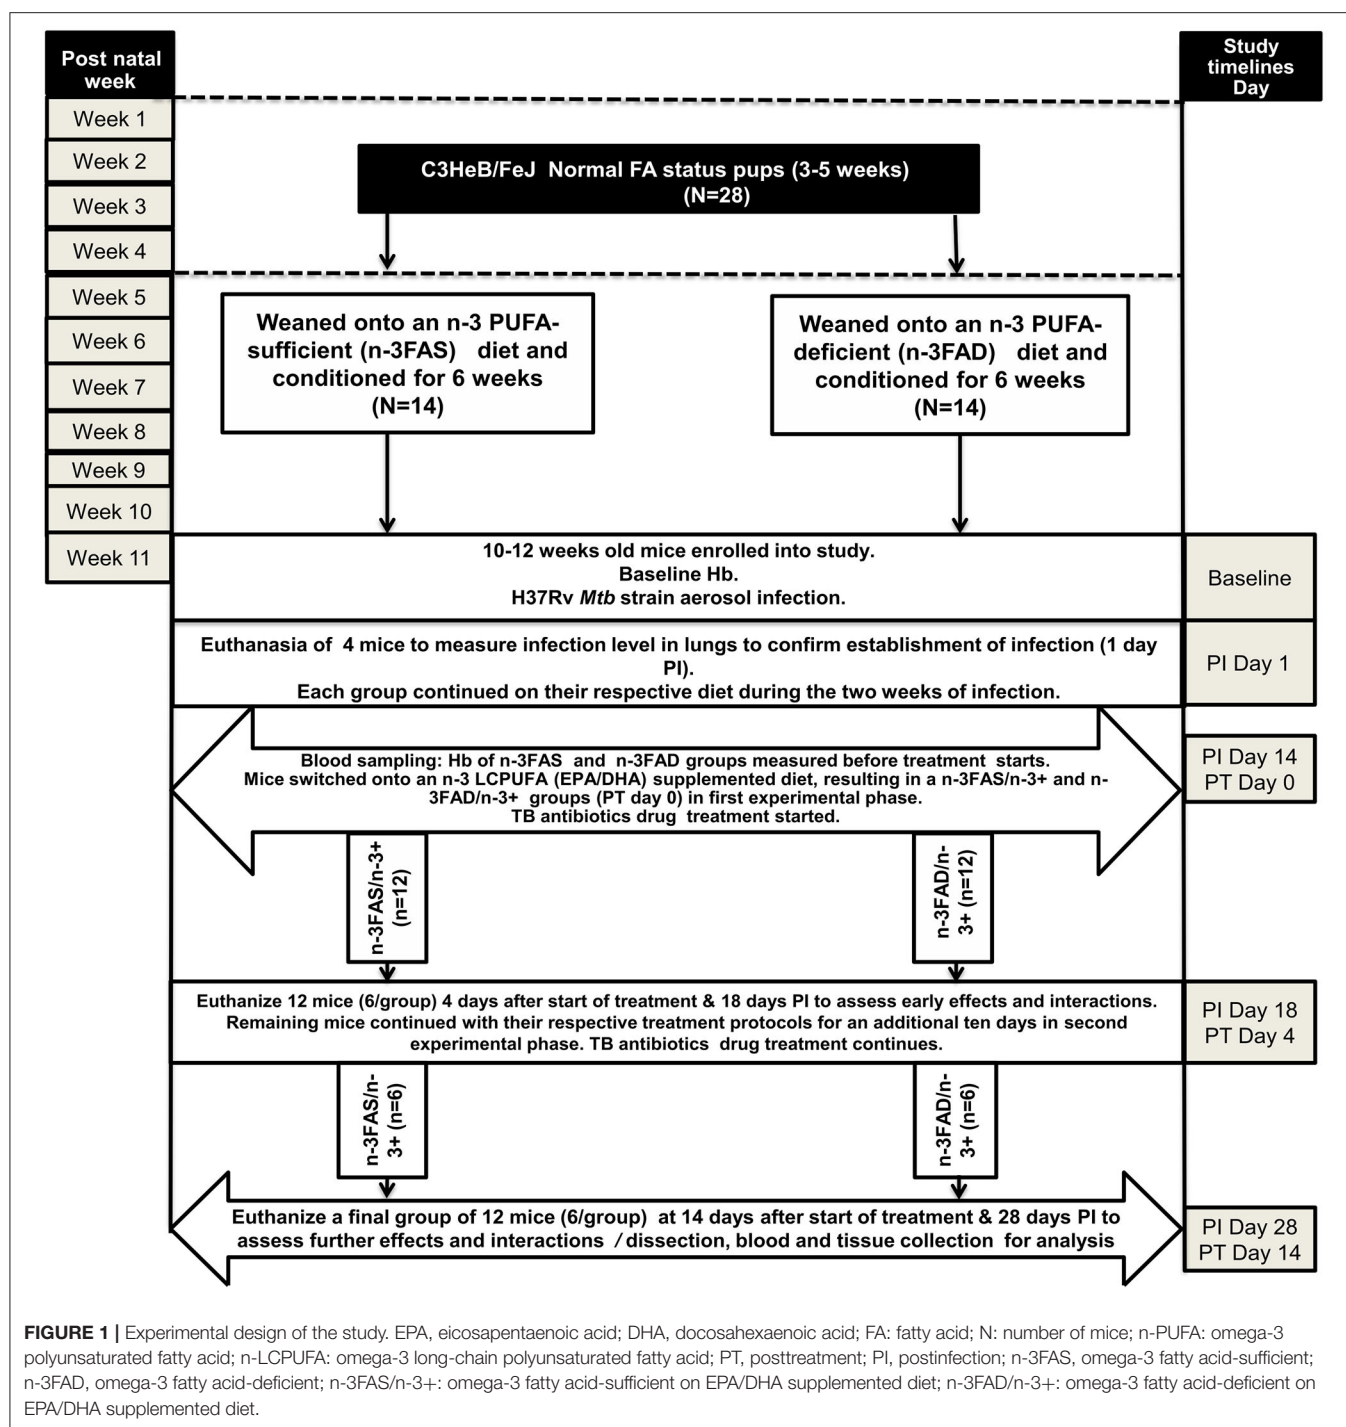 Post natal
week
Study
timelines
Day
Week 1
Week 2
Week 3
Week 4
Week 5
Week 6
Week 7
Week 8
Week 9
Week 10
Week 11
C3HeB/FeJ Normal FA status pups (3-5 weeks)
(N=28)
Weaned onto an n-3 PUFA-
sufficient (n-3FAS) diet and
conditioned for 6 weeks
(N=14)
Weaned onto an n-3 PUFA-
deficient (n-3FAD) diet and
conditioned for 6 weeks
(N=14)
10-12 weeks old mice enrolled into study.
Baseline Hb.
H37Rv Mtb strain aerosol infection.
Baseline
Euthanasia of 4 mice to measure infection level in lungs to confirm establishment of infection (1 day
PI).
Each group continued on their respective diet during the two weeks of infection.
PI Day 1
Blood sampling: Hb of n-3FAS and n-3FAD groups measured before treatment starts.
Mice switched onto an n-3 LCPUFA (EPA/DHA) supplemented diet, resulting in a n-3FAS/n-3+ and n-
3FAD/n-3+ groups (PT day 0) in first experimental phase.
TB antibiotics drug treatment started.
PI Day 14
PT Day 0
n-3FAS/n-3+
(n=12)
n-3FAD/n-
3+ (n=12)
Euthanize 12 mice (6/group) 4 days after start of treatment & 18 days PI to assess early effects and interactions.
Remaining mice continued with their respective treatment protocols for an additional ten days in second
experimental phase. TB antibiotics drug treatment continues.
PI Day 18
PT Day 4
n-3FAS/n-
3+ (n=6)
n-3FAD/n-
3+ (n=6)
Euthanize a final group of 12 mice (6/group) at 14 days after start of treatment & 28 days PI to
assess further effects and interactions / dissection, blood and tissue collection for analysis
PI Day 28
PT Day 14
FIGURE 1 | Experimental design of the study. EPA, eicosapentaenoic acid; DHA, docosahexaenoic acid; FA: fatty acid; N: number of mice; n-PUFA: omega-3
polyunsaturated fatty acid; n-LCPUFA: omega-3 long-chain polyunsaturated fatty acid; PT, posttreatment; PI, postinfection; n-3FAS, omega-3 fatty acid-sufficient;
n-3FAD, omega-3 fatty acid-deficient; n-3FAS/n-3+: omega-3 fatty acid-sufficient on EPA/DHA supplemented diet; n-3FAD/n-3+: omega-3 fatty acid-deficient on
EPA/DHA supplemented diet.